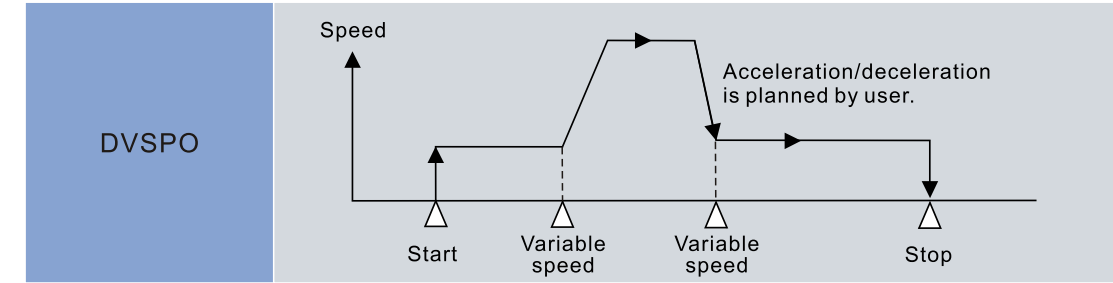 DVSPO
Speed
Acceleration/deceleration
is planned by user.
Start
Variable
speed
Variable
speed
Stop